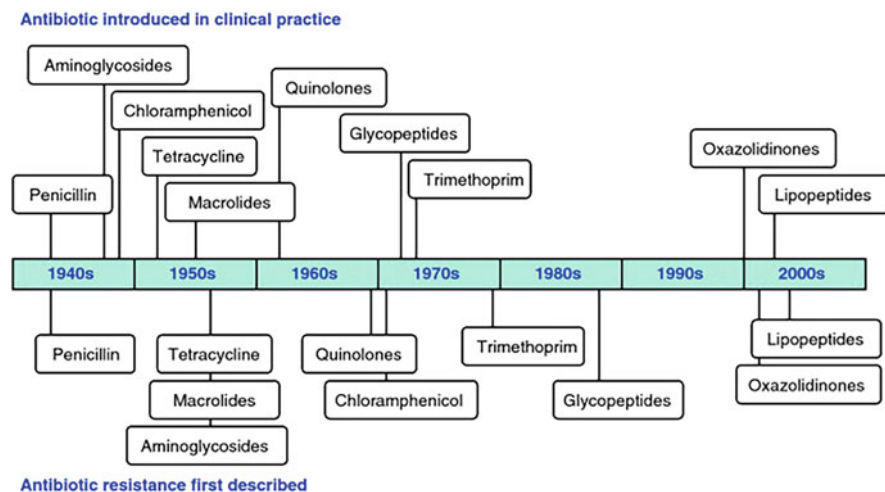 Antibiotic introduced in clinical practice
Aminoglycosides
Quinolones
Chloramphenicol
Glycopeptides
Tetracycline
Oxazolidinones
Trimethoprim
Penicillin
Macrolides
Lipopeptides
1940s 1950s 1960s 1970s 1980s 1990s 2000s
Penicillin
Tetracycline
Quinolones
Trimethoprim
Lipopeptides
Macrolides
Chloramphenicol
Glycopeptides
Oxazolidinones
Aminoglycosides
Antibiotic resistance first described